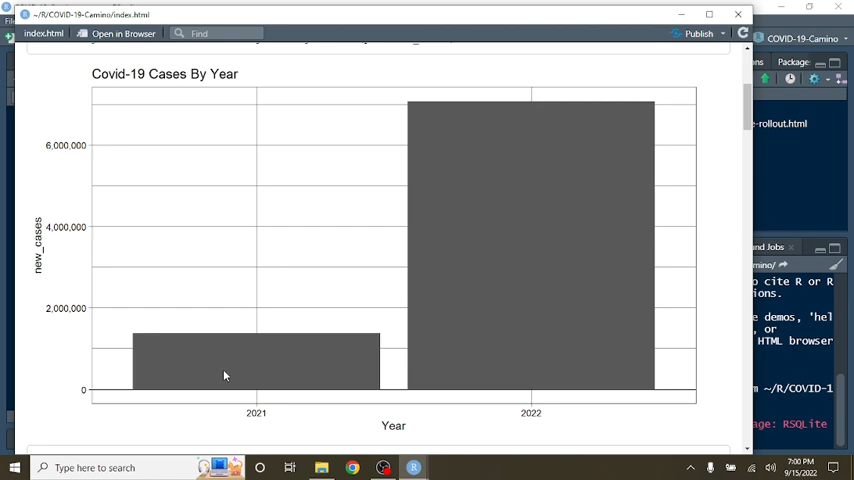 ~/R/COVID-19-Camino/index.html
index.html
Open in Browser
Find
Publish
COVID-19-Camino
Covid-19 Cases By Year
6,000,000
4,000,000
2,000,000
0
new_cases
2021
2022
Year
Package
e-rollout.html
nd Jobs
mino/
o cite R or R
ions.
e demos, 'hel
, or
HTML browser
m ~/R/COVID-1
age: RSQLite
Type here to search
7:00 PM
9/15/2022